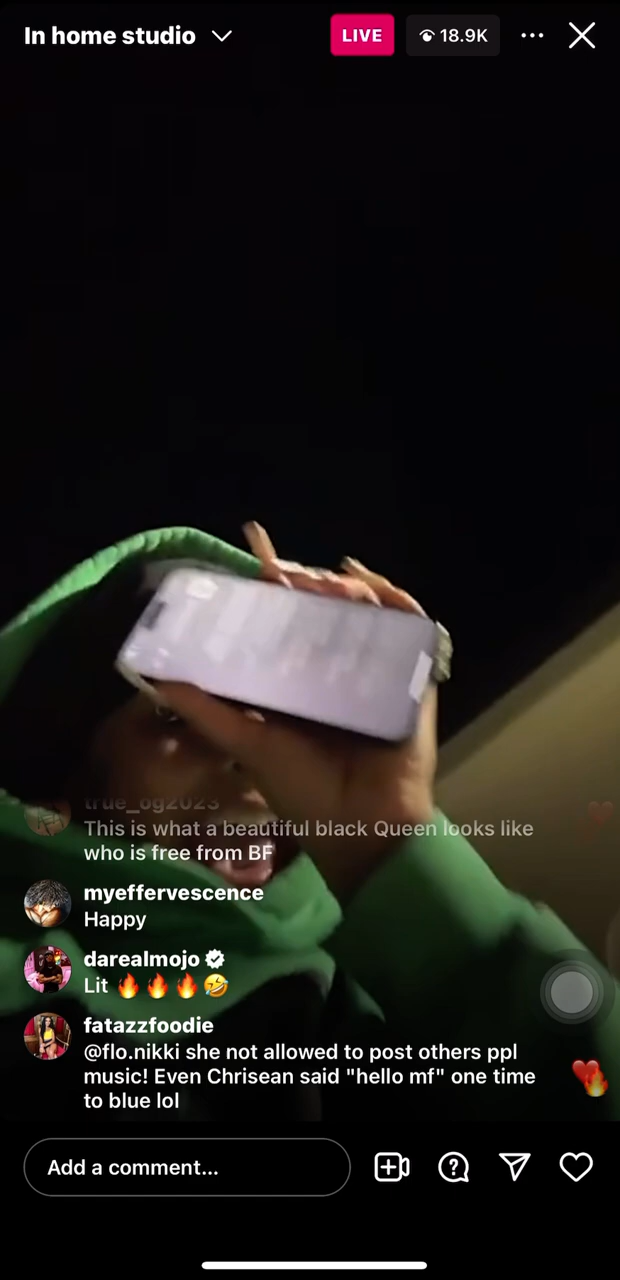 In home studio
LIVE
18.9K
true_og2023
This is what a beautiful black Queen looks like
who is free from BF
myeffervescence
Happy
darealmojo
Lit 🔥🔥🔥🤣
fatazzfoodie
@flo.nikki she not allowed to post others ppl
music! Even Chrisean said "hello mf" one time
to blue lol
Add a comment...